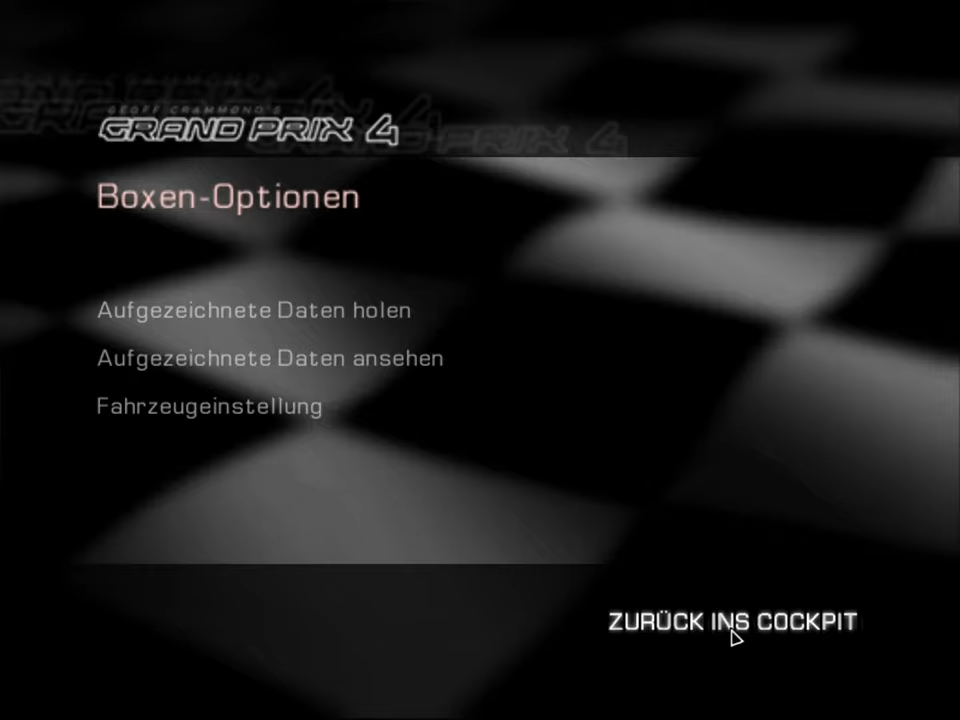 GEOFF CRAMMOND'S
GRAND PRIX 4
Boxen-Optionen
Aufgezeichnete Daten holen
Aufgezeichnete Daten ansehen
Fahrzeugeinstellung
ZURÜCK INS COCKPIT